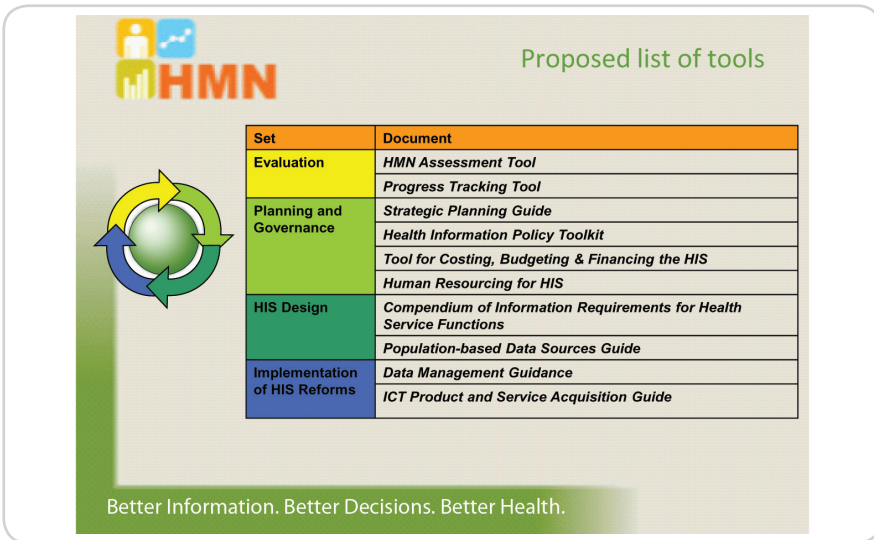 HMN
Proposed list of tools
Set Document
Evaluation HMN Assessment Tool
Progress Tracking Tool
Planning and Governance Strategic Planning Guide
Health Information Policy Toolkit
Tool for Costing, Budgeting & Financing the HIS
Human Resourcing for HIS
HIS Design Compendium of Information Requirements for Health
Service Functions
Population-based Data Sources Guide
Implementation of HIS Reforms Data Management Guidance
ICT Product and Service Acquisition Guide
Better Information. Better Decisions. Better Health.